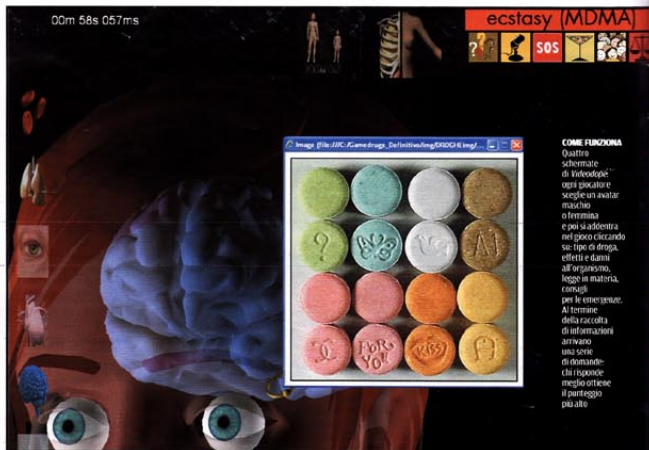 00m 58s 057ms
ecstasy (MDMA)
SOS
Image (file:///C:/Gamedrugs_Definitivo/img/DROGHEimg/...
?
FOR
YOU
KISS
COME FUNZIONA
Quattro
schermate
di Videodope:
ogni giocatore
sceglie un avatar
maschio
o femmina
e poi si addentra
nel gioco cliccando
su: tipo di droga,
effetti e danni
all'organismo,
legge in materia,
consigli
per le emergenze.
Al termine
della raccolta
di informazioni
arrivano
una serie
di domande:
chi risponde
meglio ottiene
il punteggio
più alto